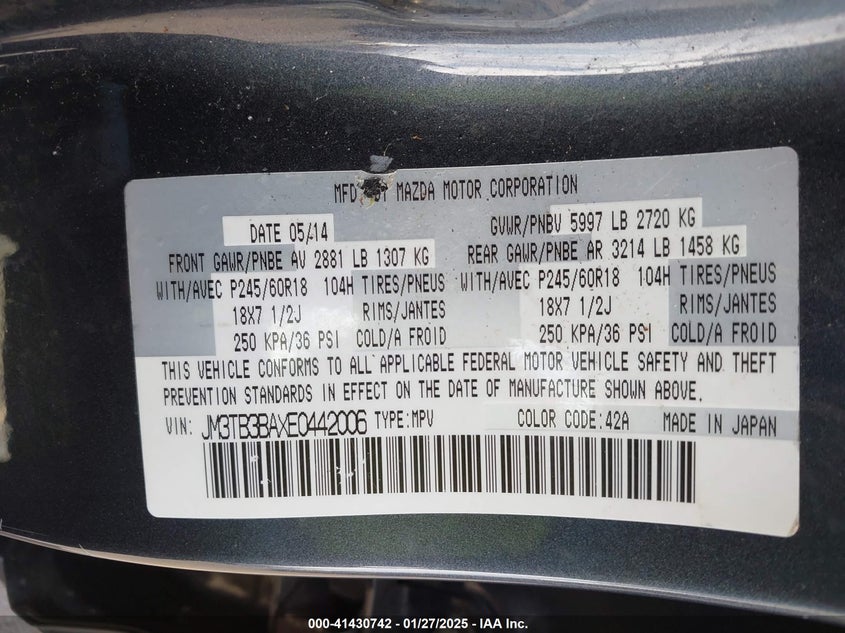 MFD MAZDA MOTOR CORPORATION
DATE 05/14 GVWR/PNBV 5997 LB 2720 KG
FRONT GAWR/PNBE AV 2881 LB 1307 KG REAR GAWR/PNBE AR 3214 LB 1458 KG
WITH/AVEC P245/60R18 104H TIRES/PNEUS WITH/AVEC P245/60R18 104H TIRES/PNEUS
18X7 1/2J RIMS/JANTES 18X7 1/2J RIMS/JANTES
250 KPA/36 PSI COLD/A FROID 250 KPA/36 PSI COLD/A FROID
THIS VEHICLE CONFORMS TO ALL APPLICABLE FEDERAL MOTOR VEHICLE SAFETY AND THEFT
PREVENTION STANDARDS IN EFFECT ON THE DATE OF MANUFACTURE SHOWN ABOVE.
VIN: JM3TB3BAXE0442006 TYPE:MPV COLOR CODE:42A MADE IN JAPAN
000-41430742 - 01/27/2025 - IAA Inc.